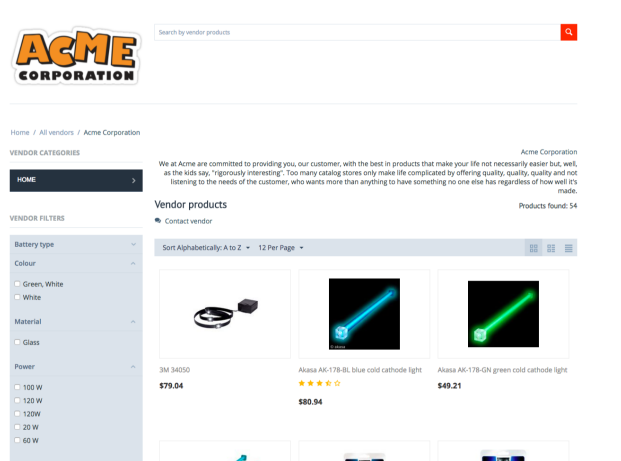 ACME
CORPORATION
Search by vendor products
Home / All vendors / Acme Corporation
VENDOR CATEGORIES
HOME
VENDOR FILTERS
Battery type
Colour
Green, White
White
Material
Glass
Power
100 W
120 W
120W
20 W
60 W
Acme Corporation
We at Acme are committed to providing you, our customer, with the best in products that make your life not necessarily easier but, well,
as the kids say, "rigorously interesting". Too many catalog stores only make life complicated by offering quality, quality, quality and not
listening to the needs of the customer, who wants more than anything to have something no one else has regardless of how well it's
made.
Vendor products
Products found: 54
Contact vendor
Sort Alphabetically: A to Z
12 Per Page
© akasa
3M 34050
$79.04
Akasa AK-178-BL blue cold cathode light
$80.94
Akasa AK-178-GN green cold cathode light
$49.21